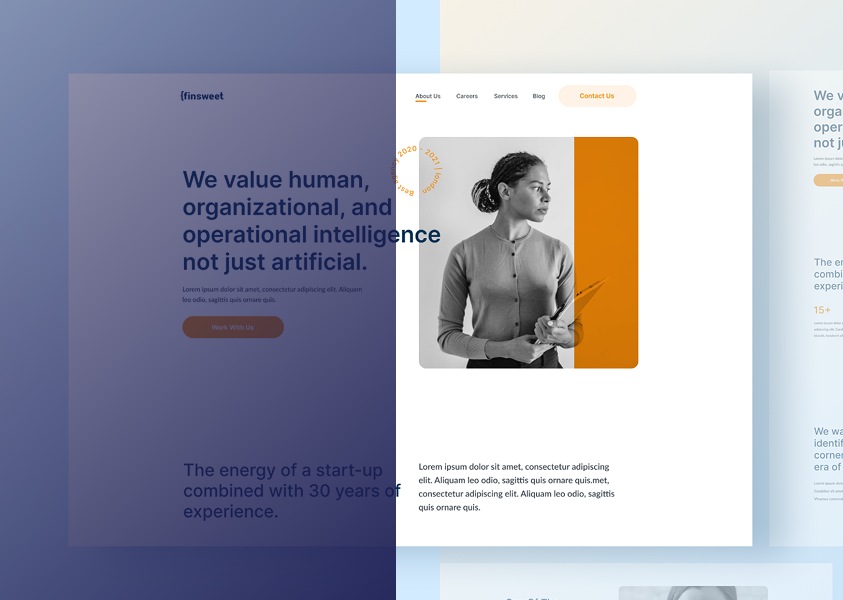 {finsweet
About Us
Careers
Services
Blog
Contact Us
We value human,
organizational, and
operational intelligence
not just artificial.
Lorem ipsum dolor sit amet, consectetur adipiscing elit. Aliquam
leo odio, sagittis quis ornare quis.
Work With Us
2020 - 2021 | london
Best
The energy of a start-up
combined with 30 years of
experience.
Lorem ipsum dolor sit amet, consectetur adipiscing
elit. Aliquam leo odio, sagittis quis ornare quis.met,
consectetur adipiscing elit. Aliquam leo odio, sagittis
quis ornare quis.
We
orga
oper
not
The
combi
experi
15+
We
identif
corne
era of